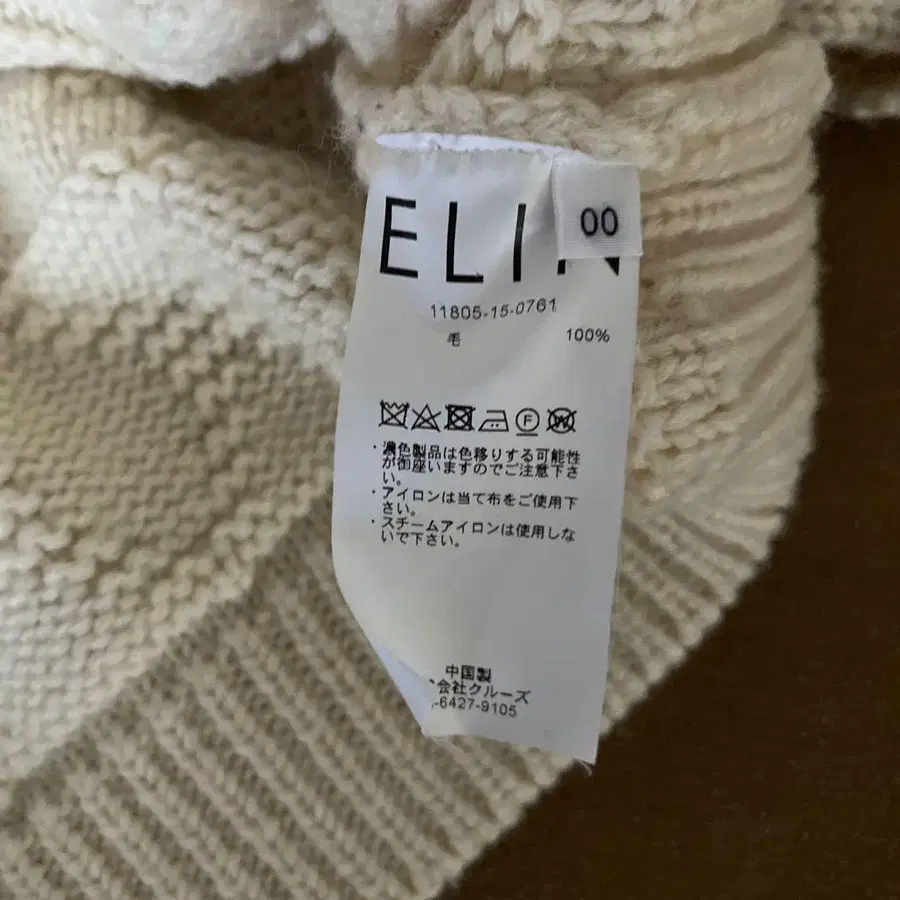 ELIN
00
11805-15-0761
毛 100%
F W
・濃色製品は色移りする可能性
が御座いますのでご注意下さ
い。
・アイロンは当て布をご使用下
さい。
・スチームアイロンは使用しな
いで下さい。
中国製
会社クルーズ
-6427-9105